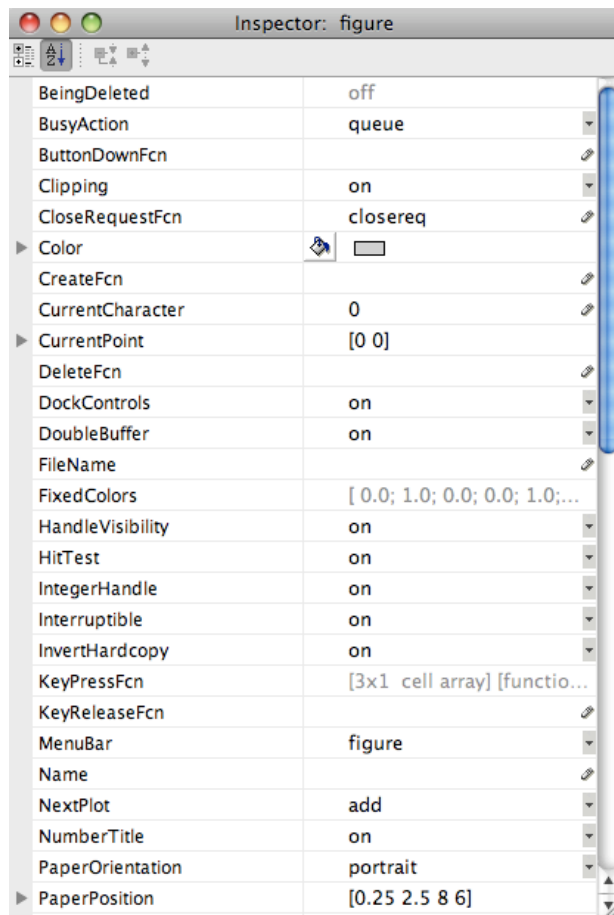 Inspector: figure
BeingDeleted off
BusyAction queue
ButtonDownFcn
Clipping on
CloseRequestFcn closereq
Color
CreateFcn
CurrentCharacter 0
CurrentPoint [0 0]
DeleteFcn
DockControls on
DoubleBuffer on
FileName
FixedColors [ 0.0; 1.0; 0.0; 0.0; 1.0;...
HandleVisibility on
HitTest on
IntegerHandle on
Interruptible on
InvertHardcopy on
KeyPressFcn [3x1 cell array] [functio...
KeyReleaseFcn
MenuBar figure
Name
NextPlot add
NumberTitle on
PaperOrientation portrait
PaperPosition [0.25 2.5 8 6]